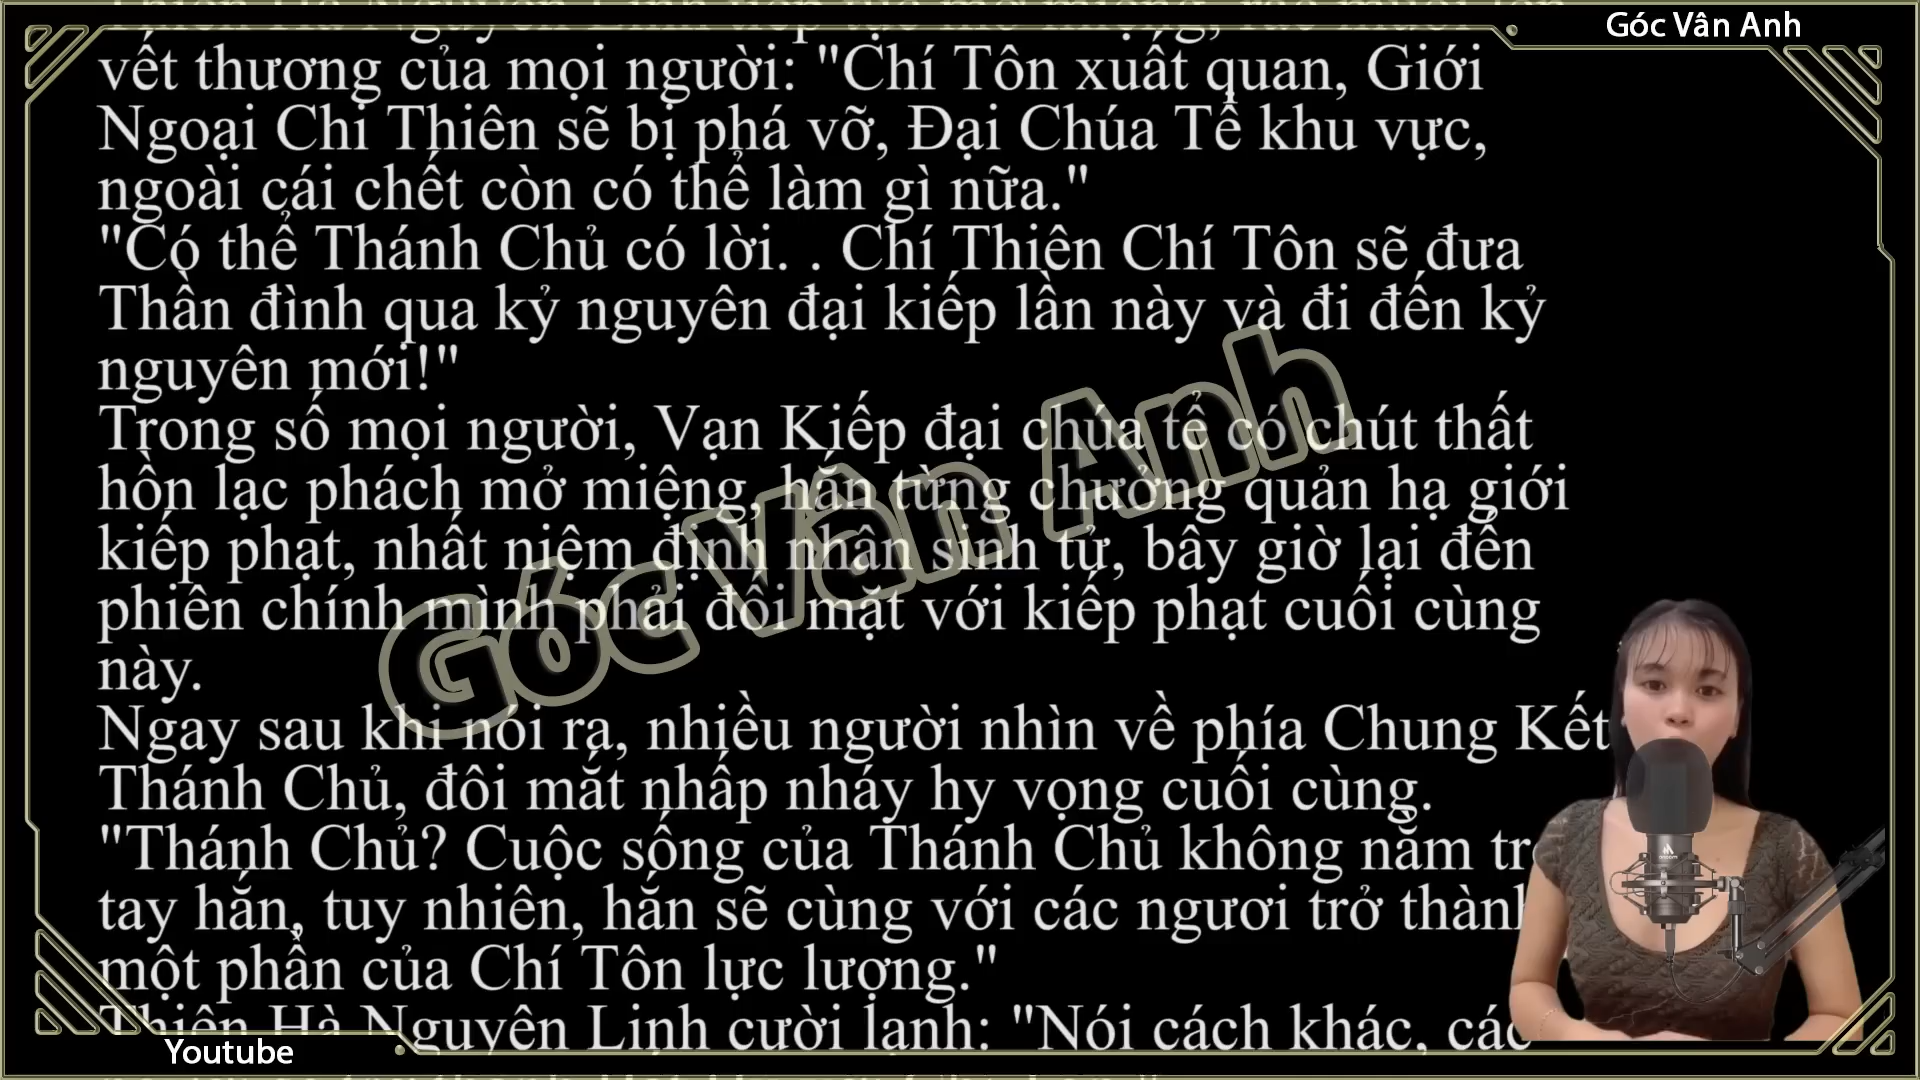 Góc Vân Anh
vết thương của mọi người: "Chí Tôn xuất quan, Giới
Ngoại Chi Thiên sẽ bị phá vỡ, Đại Chúa Tể khu vực,
ngoài cái chết còn có thể làm gì nữa."
"Có thể Thánh Chủ có lời. . Chí Thiên Chí Tôn sẽ đưa
Thần đình qua kỷ nguyên đại kiếp lần này và đi đến kỷ
nguyên mới!"
Trong số mọi người, Vạn Kiếp đại chúa tể có chút thất
hồn lạc phách mở miệng, hắn từng chưởng quản hạ giới
kiếp phạt, nhất niệm định nhân sinh tử, bây giờ lại đến
phiên chính mình phải đối mặt với kiếp phạt cuối cùng
này.
Góc Vân Anh
Ngay sau khi nói ra, nhiều người nhìn về phía Chung Kết
Thánh Chủ, đôi mắt nhấp nháy hy vọng cuối cùng.
"Thánh Chủ? Cuộc sống của Thánh Chủ không nằm
tay hắn, tuy nhiên, hắn sẽ cùng với các ngươi trở thành
một phần của Chí Tôn lực lượng."
Thiên Hà Nguyên Linh cười lạnh: "Nói cách khác, các
Youtube